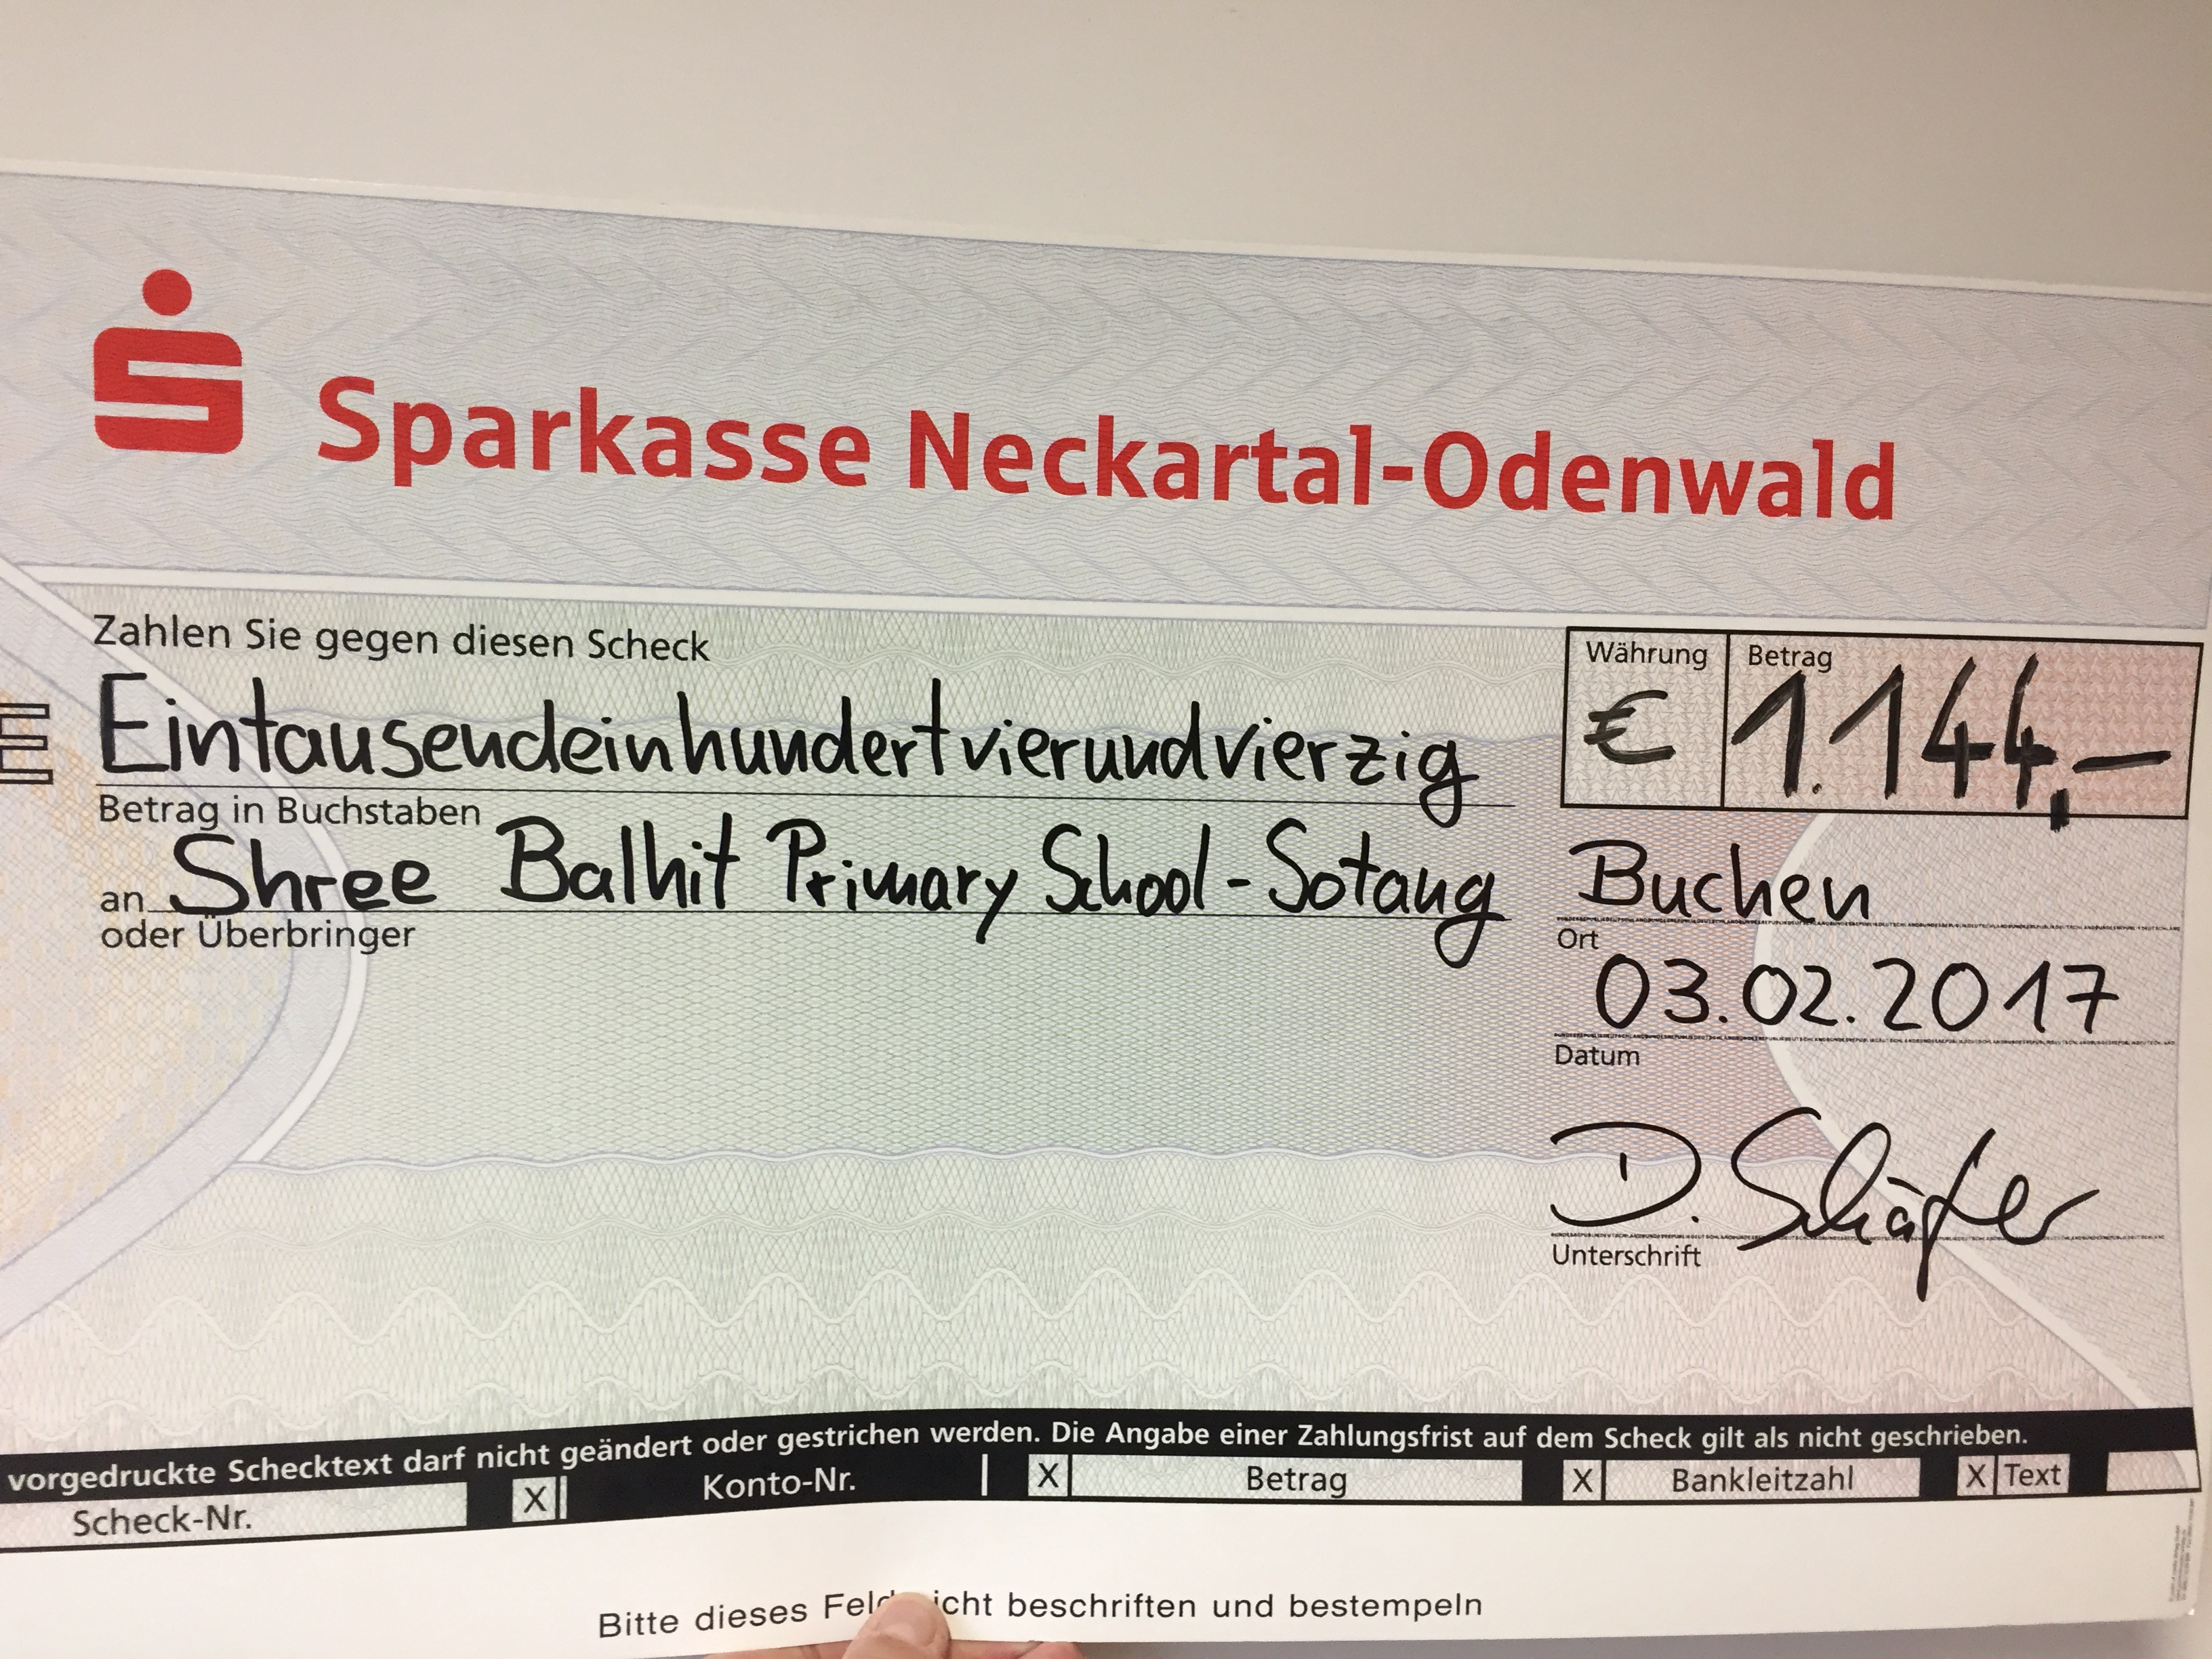 Sparkasse Neckartal-Odenwald
Zahlen Sie gegen diesen Scheck
Währung Betrag
E Eintausendeinhundertvierundvierzig € 1.144,-
Betrag in Buchstaben
an Shree Balhit Primary School - Sotang Buchen
oder Überbringer Ort
03.02.2017
Datum
D. Schäfer
Unterschrift
vorgedruckte Schecktext darf nicht geändert oder gestrichen werden. Die Angabe einer Zahlungsfrist auf dem Scheck gilt als nicht geschrieben.
Scheck-Nr. X Konto-Nr. X Betrag X Bankleitzahl X Text
Bitte dieses Feld icht beschriften und bestempeln